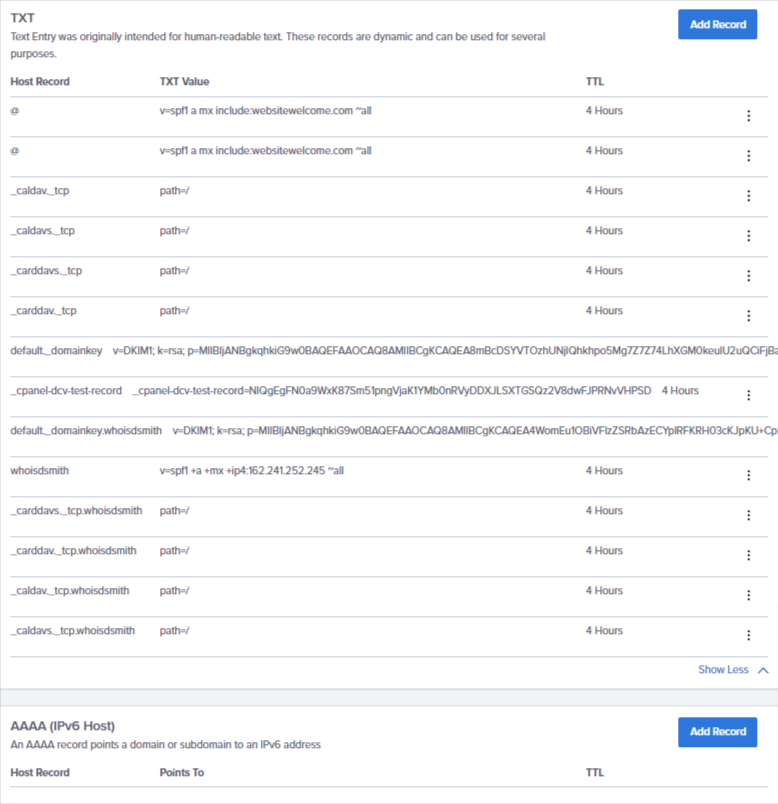 TXT
Add Record
Text Entry was originally intended for human-readable text. These records are dynamic and can be used for several
purposes.
Host Record TXT Value TTL
@ v=spf1 a mx include:websitewelcome.com ~all 4 Hours
@ v=spf1 a mx include:websitewelcome.com ~all 4 Hours
_caldav._tcp path=/ 4 Hours
_caldavs._tcp path=/ 4 Hours
_carddavs._tcp path=/ 4 Hours
_carddav._tcp path=/ 4 Hours
default._domainkey v=DKIM1; k=rsa; p=MIIBIjANBgkqhkiG9w0BAQEFAAOCAQ8AMIIBCgKCAQEA8mBcDSYVTOzhUNjlQhkhpo5Mg7Z7Z74LhXGM0keulU2uQCiFjBa
_cpanel-dcv-test-record _cpanel-dcv-test-record=NIQgEgFN0a9WxK87Sm51pngVjaK1YMb0nRVyDDXJLSXTGSQz2V8dwFJPRNvVHPSD 4 Hours
default._domainkey.whoisdsmith v=DKIM1; k=rsa; p=MIIBIjANBgkqhkiG9w0BAQEFAAOCAQ8AMIIBCgKCAQEA4WomEu1OBiVFIzZSRbAzECYpIRFKRH03cKJpKU+Cp
whoisdsmith v=spf1 +a +mx +ip4:162.241.252.245 ~all 4 Hours
_carddavs._tcp.whoisdsmith path=/ 4 Hours
_carddav._tcp.whoisdsmith path=/ 4 Hours
_caldav._tcp.whoisdsmith path=/ 4 Hours
_caldavs._tcp.whoisdsmith path=/ 4 Hours
Show Less
AAAA (IPv6 Host)
Add Record
An AAAA record points a domain or subdomain to an IPv6 address
Host Record Points To TTL